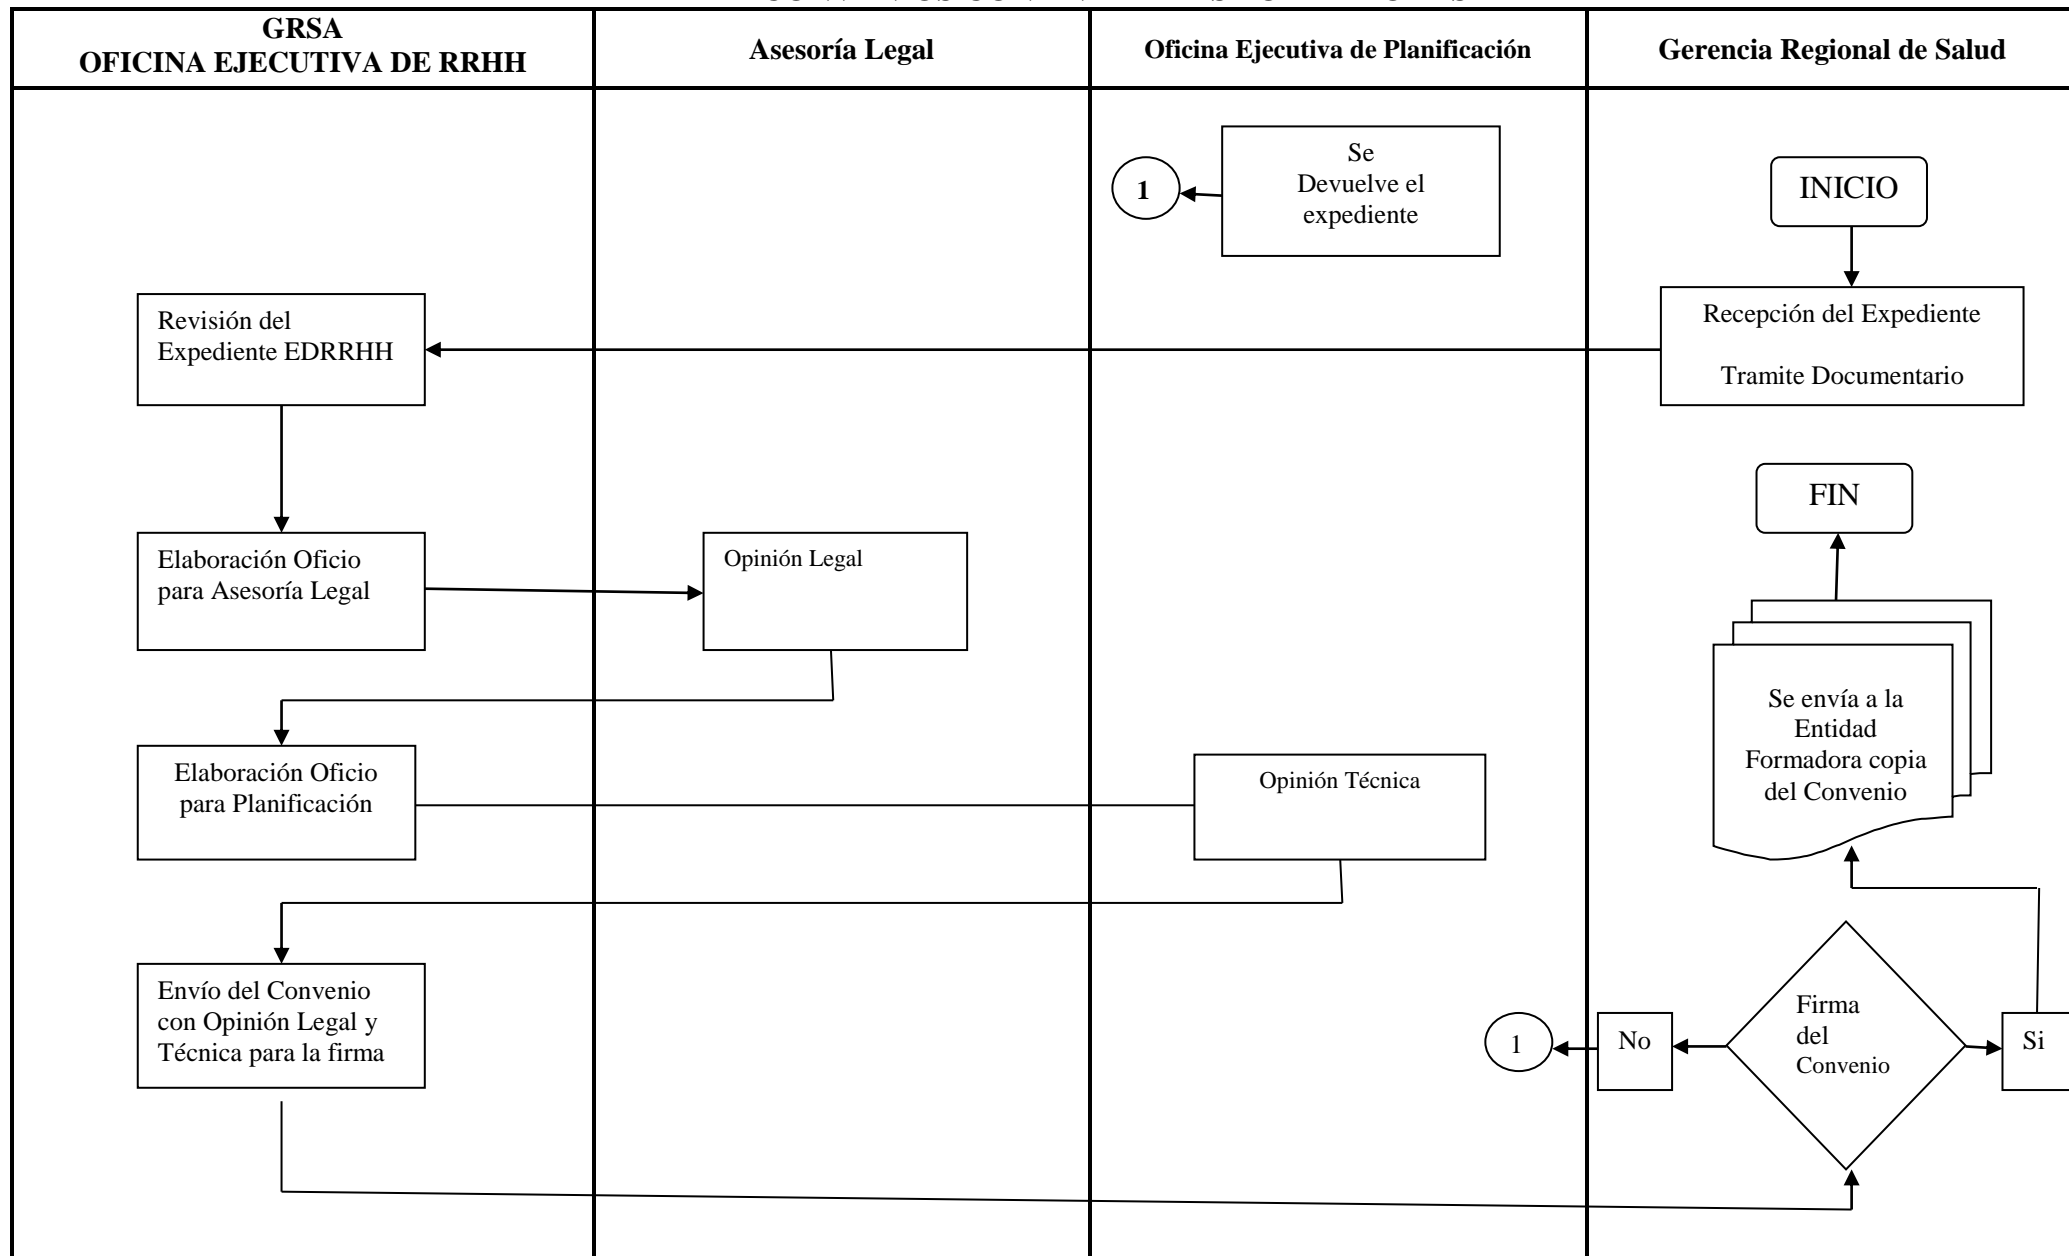 GRSA
OFICINA EJECUTIVA DE RRHH
Asesoría Legal
Oficina Ejecutiva de Planificación
Gerencia Regional de Salud
Se
Devuelve el
expediente
1
INICIO
Revisión del
Expediente EDRRHH
Recepción del Expediente
Tramite Documentario
FIN
Elaboración Oficio
para Asesoría Legal
Opinión Legal
Se envía a la
Entidad
Formadora copia
del Convenio
Elaboración Oficio
para Planificación
Opinión Técnica
Envío del Convenio
con Opinión Legal y
Técnica para la firma
1
No
Firma
del
Convenio
Si